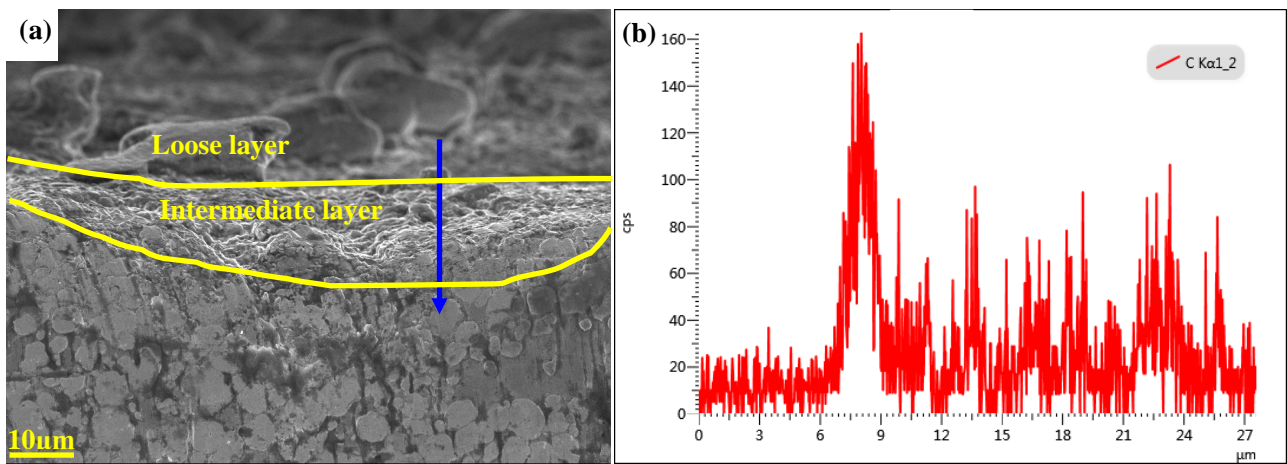 (a)
Loose layer
Intermediate layer
10um
(b)
C Kα1_2
cps
160
140
120
100
80
60
40
20
0
0 3 6 9 12 15 18 21 24 27
µm